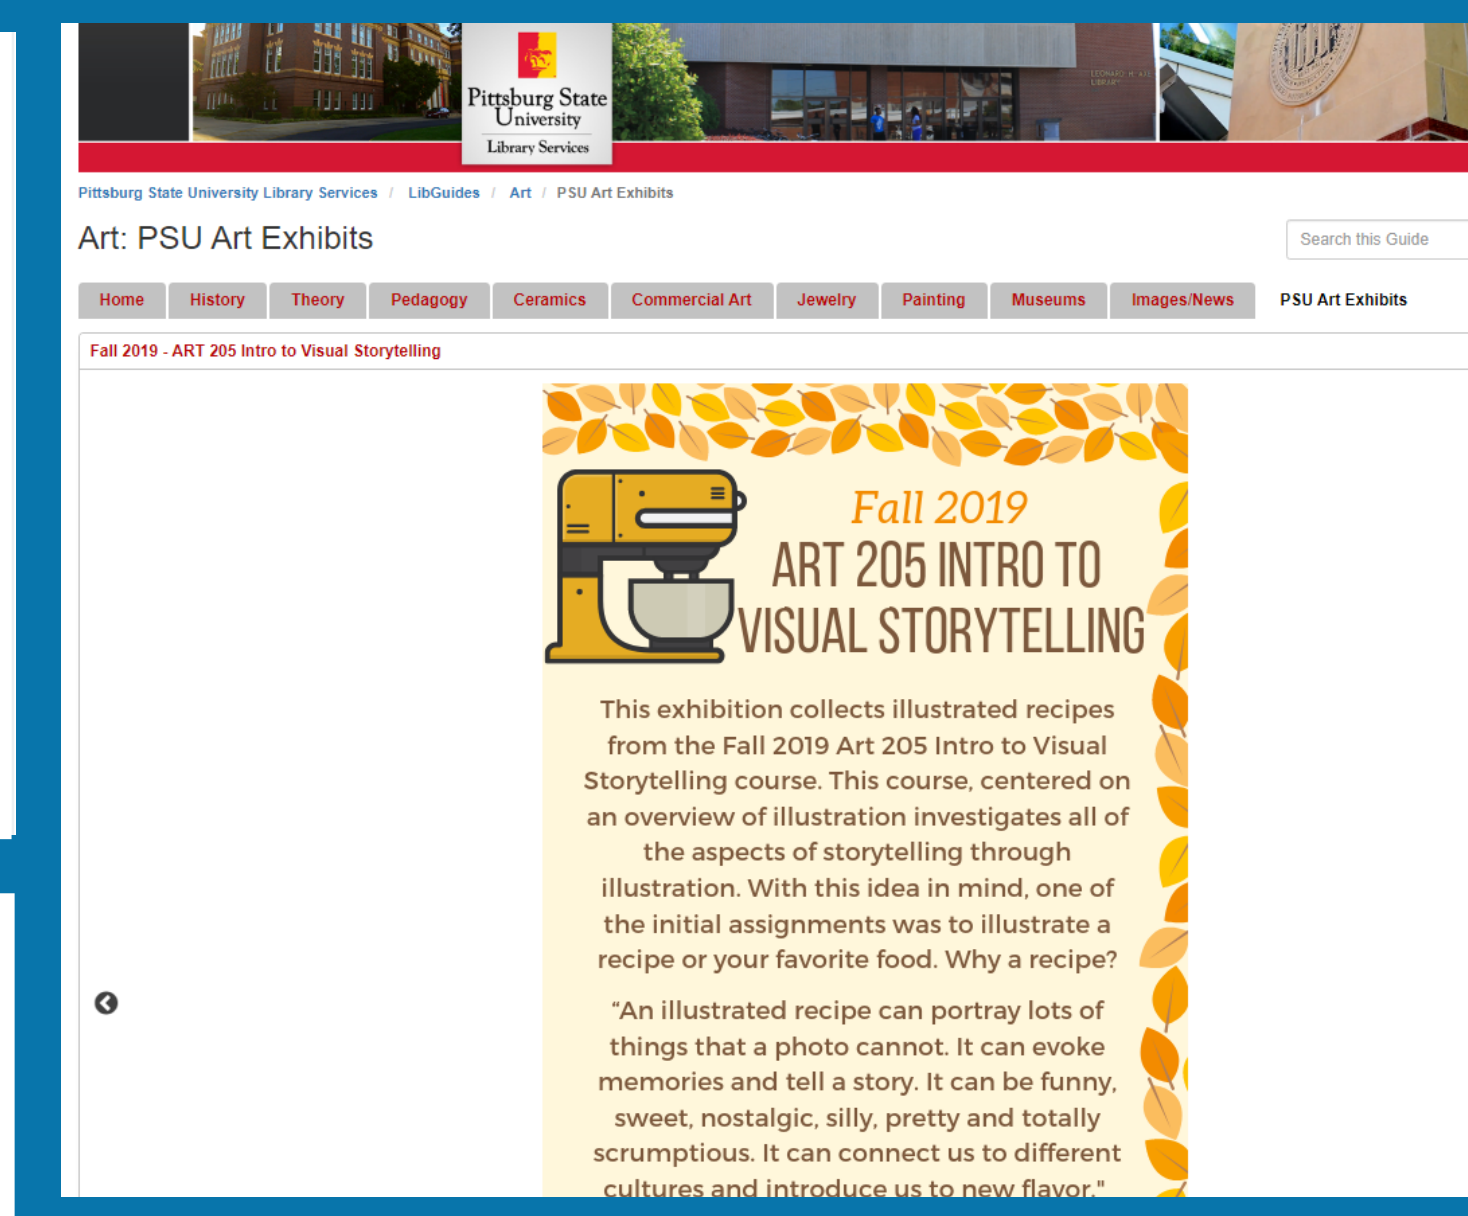 Pittsburg State
University
Library Services
LEONARD H. AXE
LIBRARY
Pittsburg State University Library Services / LibGuides / Art / PSU Art Exhibits
Art: PSU Art Exhibits
Search this Guide
Home History Theory Pedagogy Ceramics Commercial Art Jewelry Painting Museums Images/News PSU Art Exhibits
Fall 2019 - ART 205 Intro to Visual Storytelling
Fall 2019
ART 205 INTRO TO
VISUAL STORYTELLING
This exhibition collects illustrated recipes
from the Fall 2019 Art 205 Intro to Visual
Storytelling course. This course, centered on
an overview of illustration investigates all of
the aspects of storytelling through
illustration. With this idea in mind, one of
the initial assignments was to illustrate a
recipe or your favorite food. Why a recipe?
“An illustrated recipe can portray lots of
things that a photo cannot. It can evoke
memories and tell a story. It can be funny,
sweet, nostalgic, silly, pretty and totally
scrumptious. It can connect us to different
cultures and introduce us to new flavor."